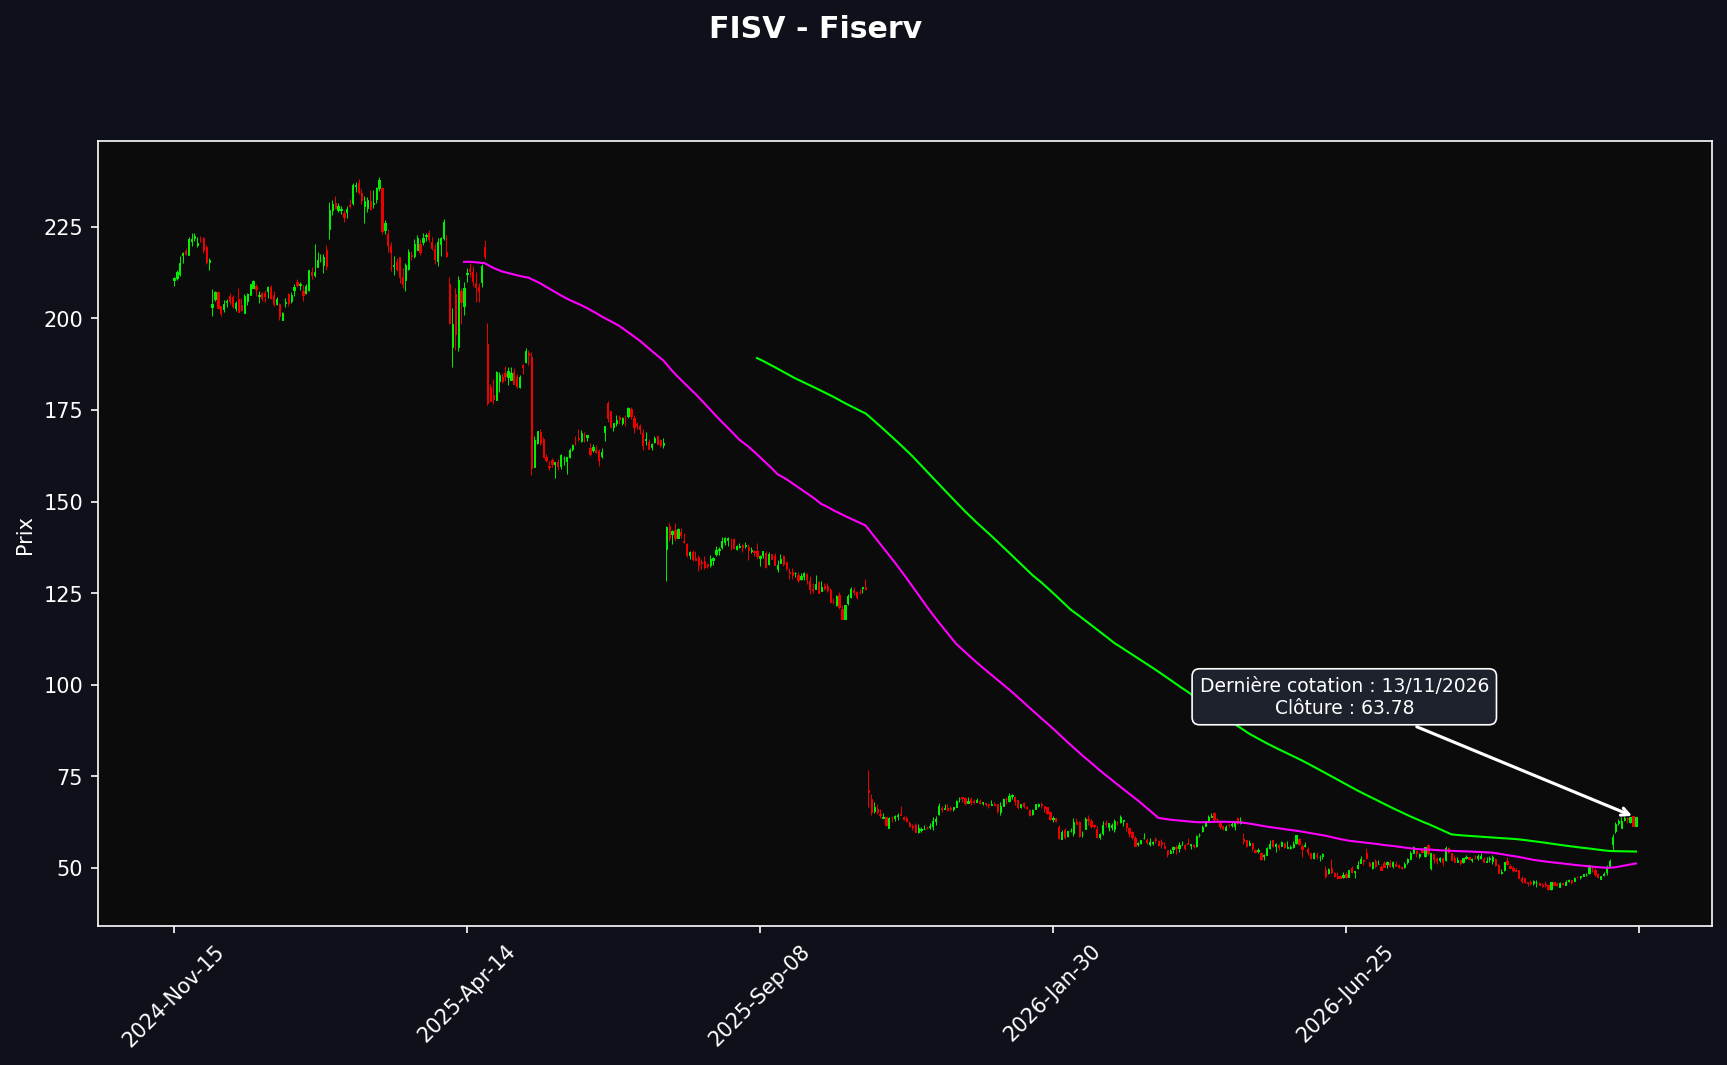 FISV - Fiserv
Prix
225
200
175
150
125
100
75
50
Dernière cotation : 13/11/2026
Clôture : 63.78
2024-Nov-15
2025-Apr-14
2025-Sep-08
2026-Jan-30
2026-Jun-25